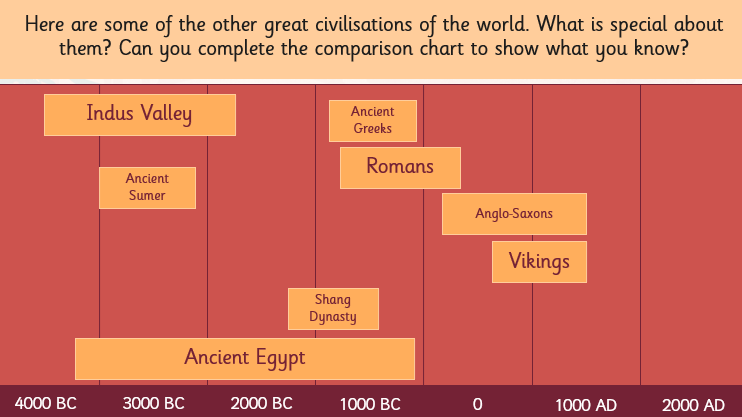 Here are some of the other great civilisations of the world. What is special about
them? Can you complete the comparison chart to show what you know?
Indus Valley
Ancient
Greeks
Romans
Ancient
Sumer
Anglo-Saxons
Vikings
Shang
Dynasty
Ancient Egypt
4000 BC 3000 BC 2000 BC 1000 BC 0 1000 AD 2000 AD